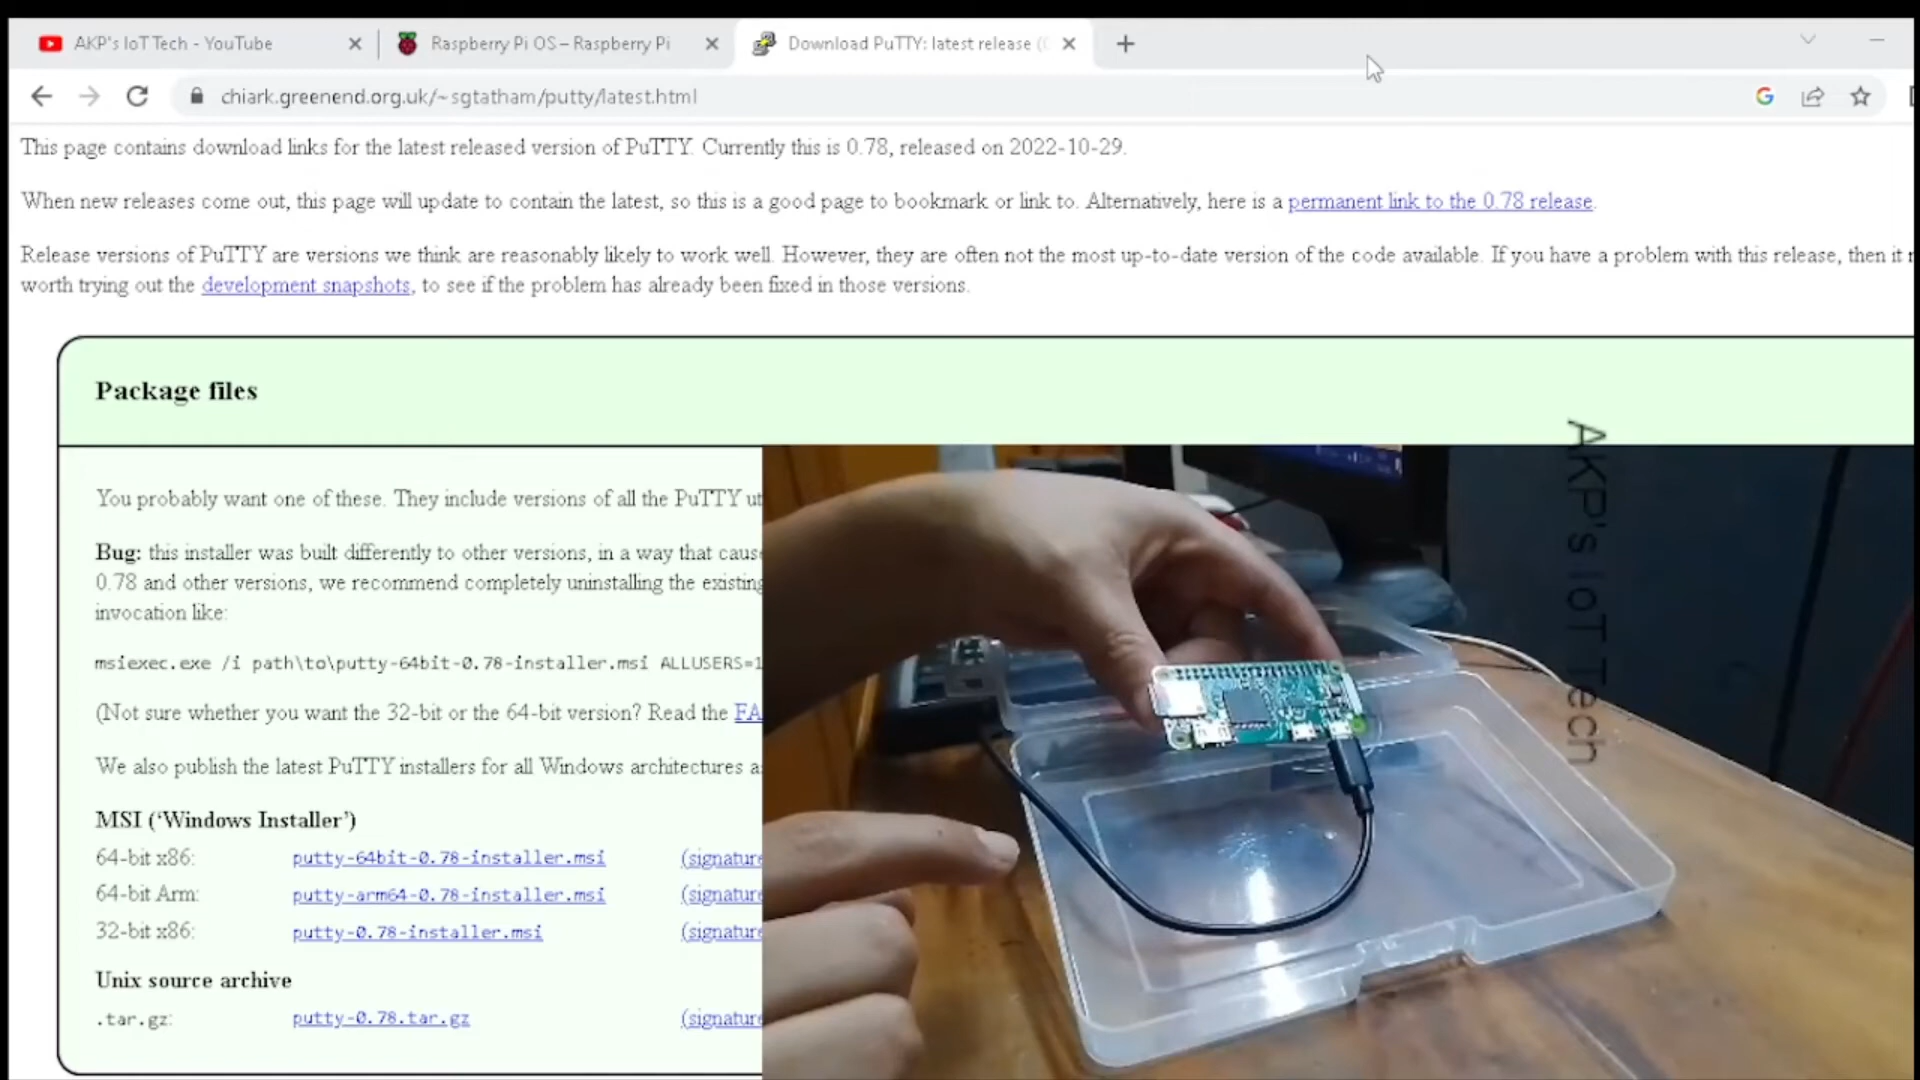 AKP's IoT Tech - YouTube
Raspberry Pi OS – Raspberry Pi
Download PuTTY: latest release (
chiark.greenend.org.uk/~sgtatham/putty/latest.html
This page contains download links for the latest released version of PuTTY. Currently this is 0.78, released on 2022-10-29.
When new releases come out, this page will update to contain the latest, so this is a good page to bookmark or link to. Alternatively, here is a permanent link to the 0.78 release.
Release versions of PuTTY are versions we think are reasonably likely to work well. However, they are often not the most up-to-date version of the code available. If you have a problem with this release, then it
worth trying out the development snapshots, to see if the problem has already been fixed in those versions.
Package files
You probably want one of these. They include versions of all the PuTTY ut
Bug: this installer was built differently to other versions, in a way that cause
0.78 and other versions, we recommend completely uninstalling the existing
invocation like:
msiexec.exe /i path\to\putty-64bit-0.78-installer.msi ALLUSERS=1
(Not sure whether you want the 32-bit or the 64-bit version? Read the FA
We also publish the latest PuTTY installers for all Windows architectures a
MSI (‘Windows Installer’)
64-bit x86: putty-64bit-0.78-installer.msi (signature
64-bit Arm: putty-arm64-0.78-installer.msi (signature
32-bit x86: putty-0.78-installer.msi (signature
Unix source archive
.tar.gz: putty-0.78.tar.gz (signature
AKP's IoT Tech